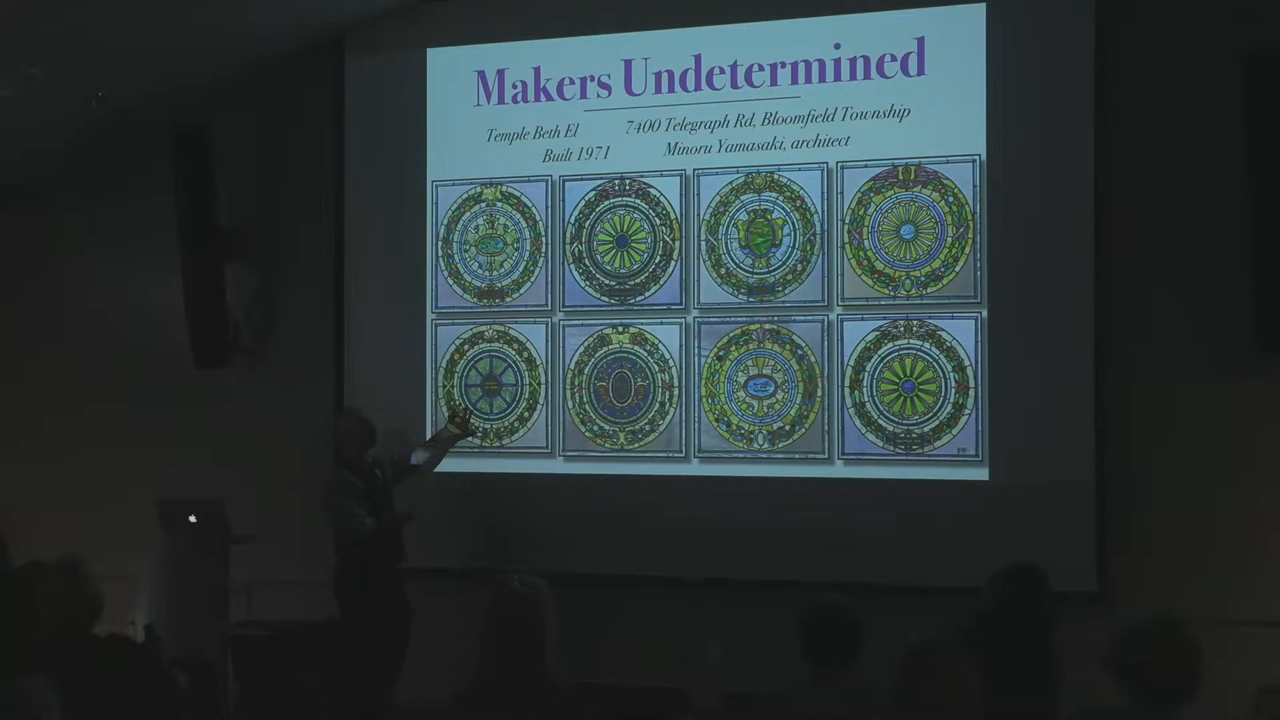 Makers Undetermined
Temple Beth El 7400 Telegraph Rd, Bloomfield Township
Built 1971 Minoru Yamasaki, architect